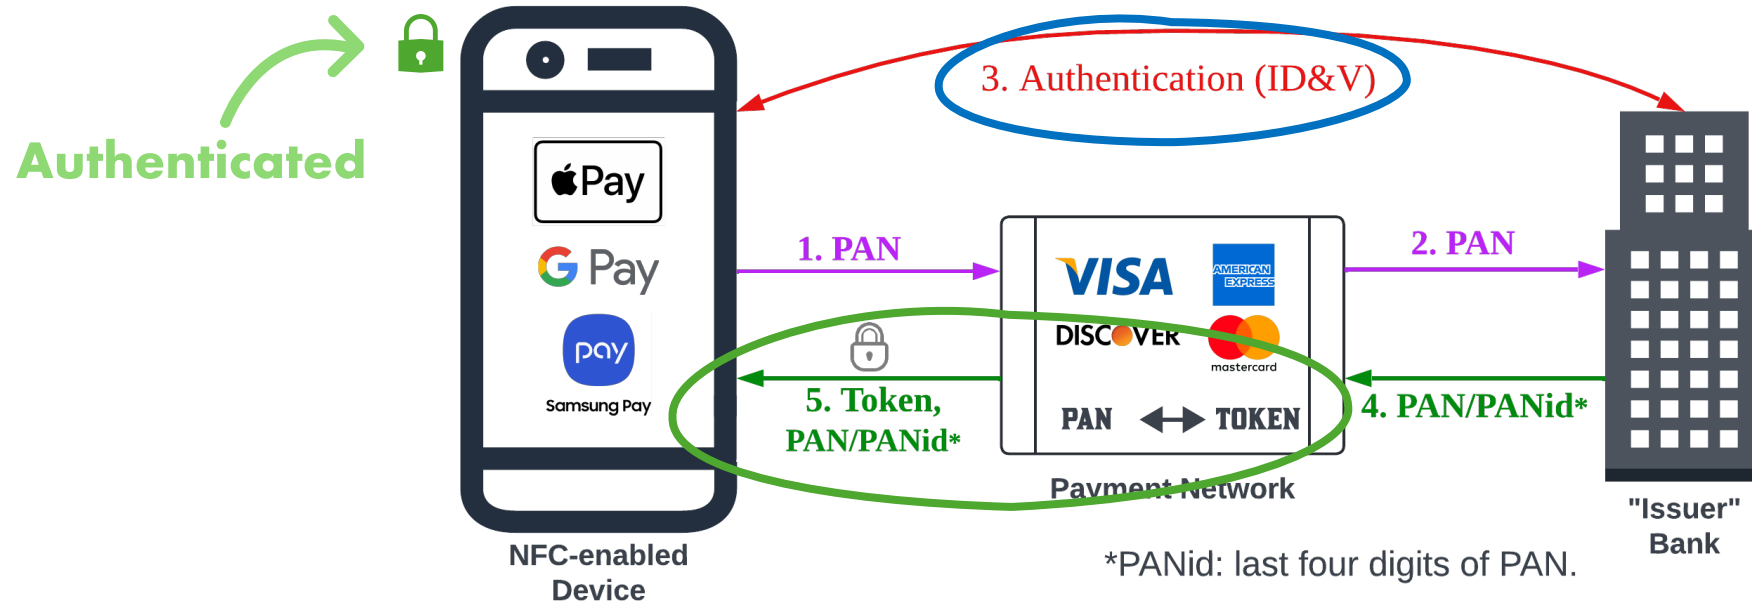 3. Authentication (ID&V)
Authenticated
Pay
G Pay
pay
Samsung Pay
1. PAN
VISA
AMERICAN
EXPRESS
2. PAN
DISCOVER
mastercard
5. Token,
PAN/PANid*
PAN
TOKEN
4. PAN/PANid*
Payment Network
"Issuer"
Bank
NFC-enabled
Device
*PANid: last four digits of PAN.